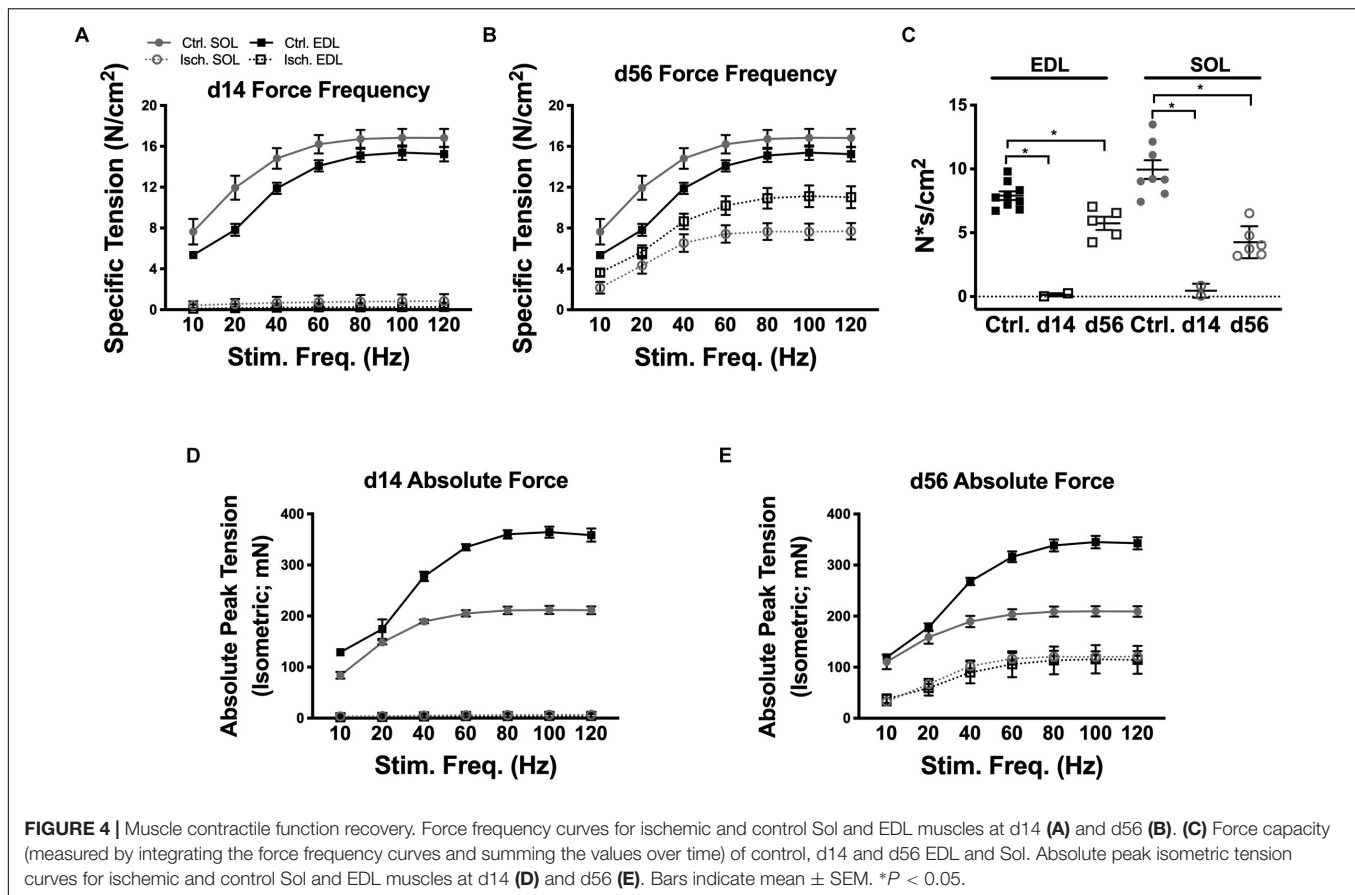 A
Ctrl. SOL Ctrl. EDL
Isch. SOL Isch. EDL
d14 Force Frequency
Specific Tension (N/cm²)
20
16
12
8
4
0
10 20 40 60 80 100 120
Stim. Freq. (Hz)
B
d56 Force Frequency
Specific Tension (N/cm²)
20
16
12
8
4
0
10 20 40 60 80 100 120
Stim. Freq. (Hz)
C
EDL SOL
N*s/cm²
15
10
5
0
* * * *
Ctrl. d14 d56 Ctrl. d14 d56
D
d14 Absolute Force
Absolute Peak Tension
(Isometric; mN)
400
300
200
100
0
10 20 40 60 80 100 120
Stim. Freq. (Hz)
E
d56 Absolute Force
Absolute Peak Tension
(Isometric; mN)
400
300
200
100
0
10 20 40 60 80 100 120
Stim. Freq. (Hz)
FIGURE 4 | Muscle contractile function recovery. Force frequency curves for ischemic and control Sol and EDL muscles at d14 (A) and d56 (B). (C) Force capacity
(measured by integrating the force frequency curves and summing the values over time) of control, d14 and d56 EDL and Sol. Absolute peak isometric tension
curves for ischemic and control Sol and EDL muscles at d14 (D) and d56 (E). Bars indicate mean ± SEM. *P < 0.05.